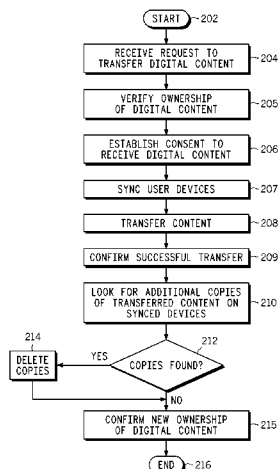 START
202
RECEIVE REQUEST TO
TRANSFER DIGITAL CONTENT
204
VERIFY OWNERSHIP
OF DIGITAL CONTENT
205
ESTABLISH CONSENT TO
RECEIVE DIGITAL CONTENT
206
SYNC USER DEVICES
207
TRANSFER CONTENT
208
CONFIRM SUCCESSFUL TRANSFER
209
LOOK FOR ADDITIONAL COPIES
OF TRANSFERRED CONTENT ON
SYNCED DEVICES
210
212
COPIES FOUND?
YES
214
DELETE
COPIES
NO
CONFIRM NEW OWNERSHIP
OF DIGITAL CONTENT
215
END
216